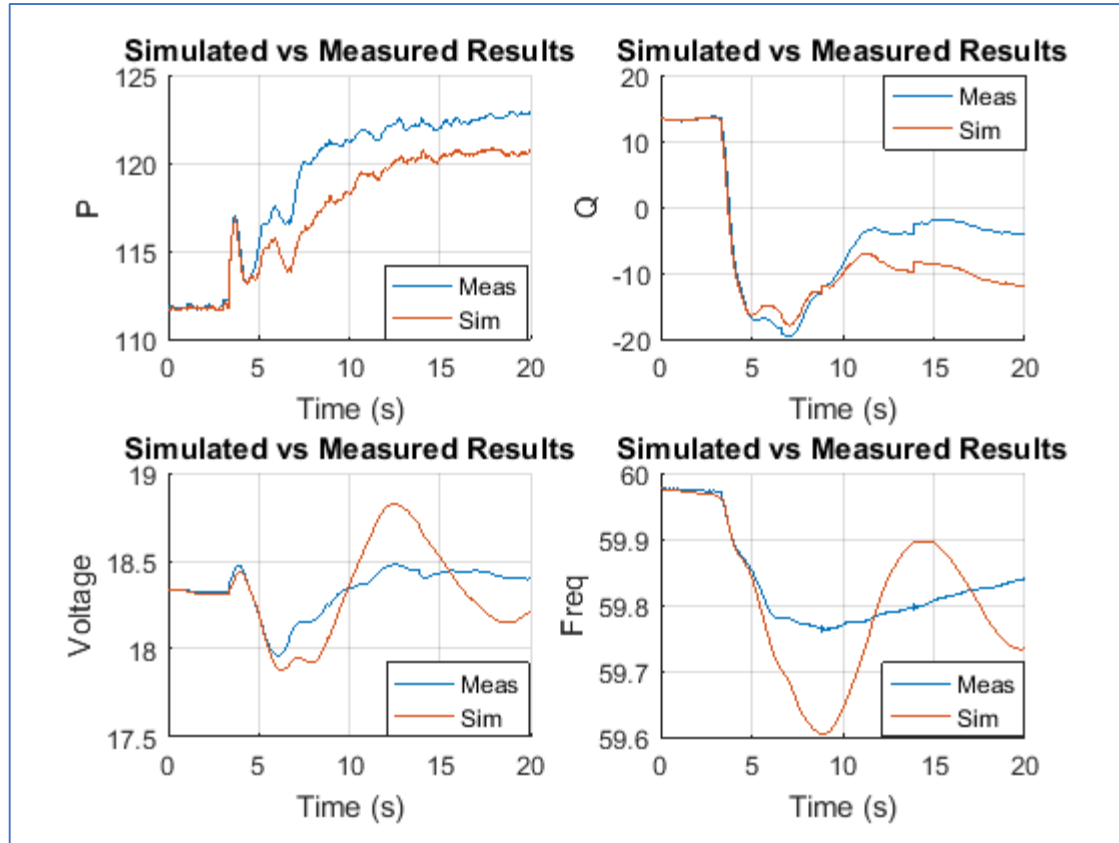 Simulated vs Measured Results
125
120
115
110
P
0 5 10 15 20
Time (s)
Meas
Sim
Simulated vs Measured Results
20
10
0
-10
-20
Q
0 5 10 15 20
Time (s)
Meas
Sim
Simulated vs Measured Results
19
18.5
18
17.5
Voltage
0 5 10 15 20
Time (s)
Meas
Sim
Simulated vs Measured Results
60
59.9
59.8
59.7
59.6
Freq
0 5 10 15 20
Time (s)
Meas
Sim